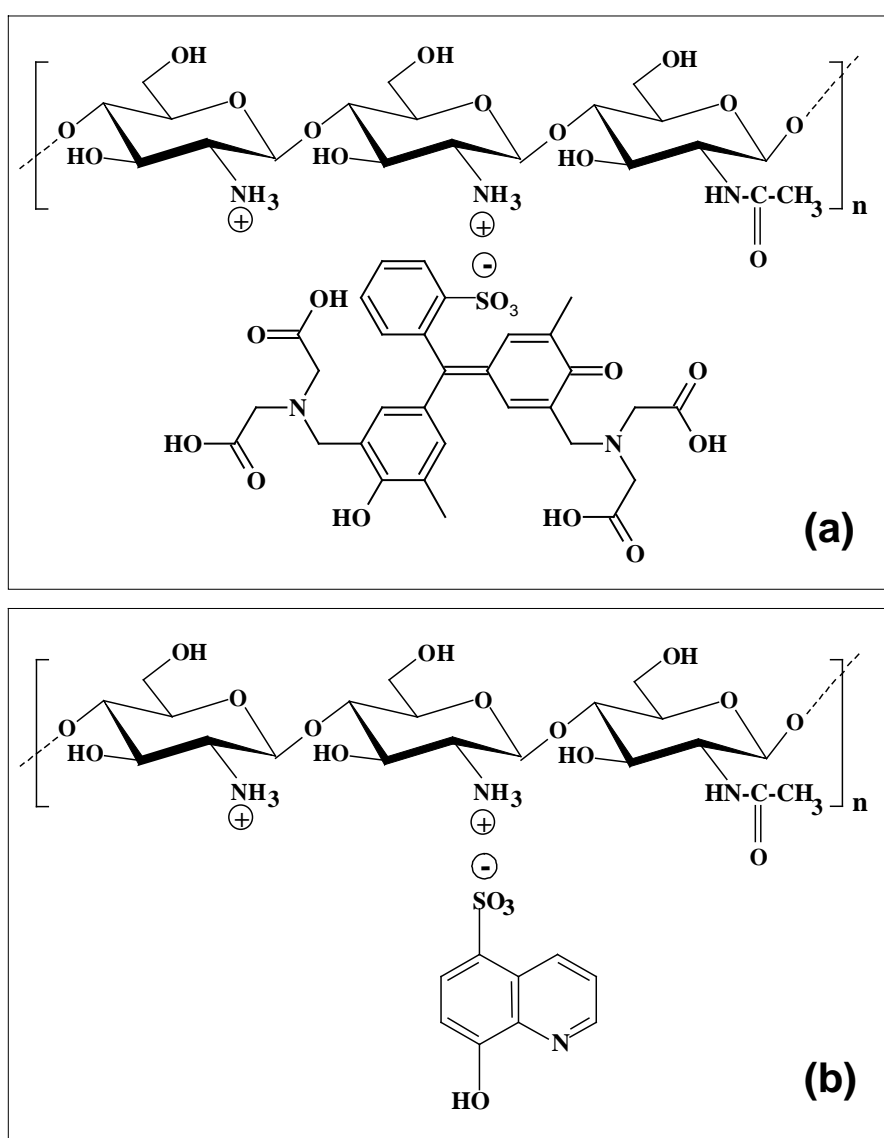 OH OH OH
O O O O O O O
HO HO HO
NH3 NH3 HN-C-CH3 n
+ + O
-
OH SO3
O O O
N N OH
HO O
HO HO O
(a)
OH OH OH
O O O O O O O
HO HO HO
NH3 NH3 HN-C-CH3 n
+ + O
-
SO3
N
HO
(b)